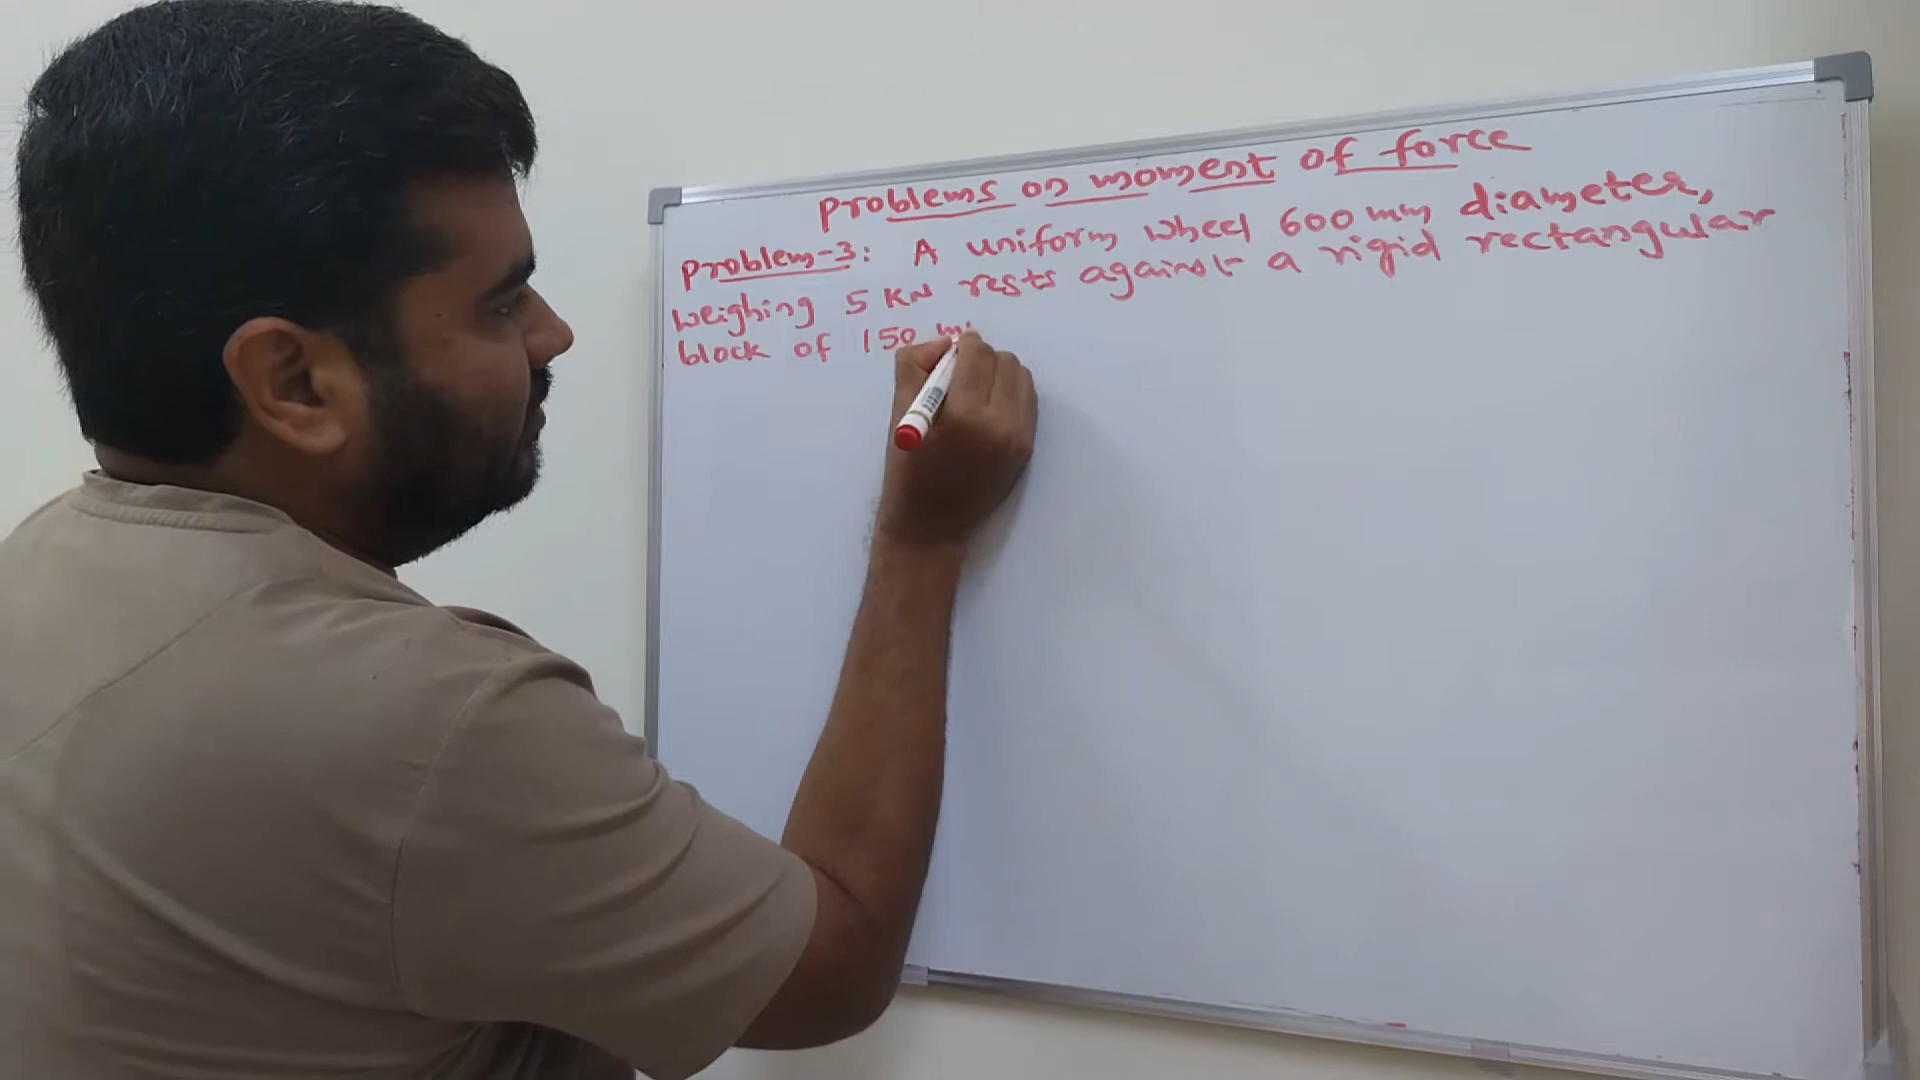 Problems on moment of force
Problem-3: A uniform wheel 600 mm diameter,
weighing 5 KN rests against a rigid rectangular
block of 150